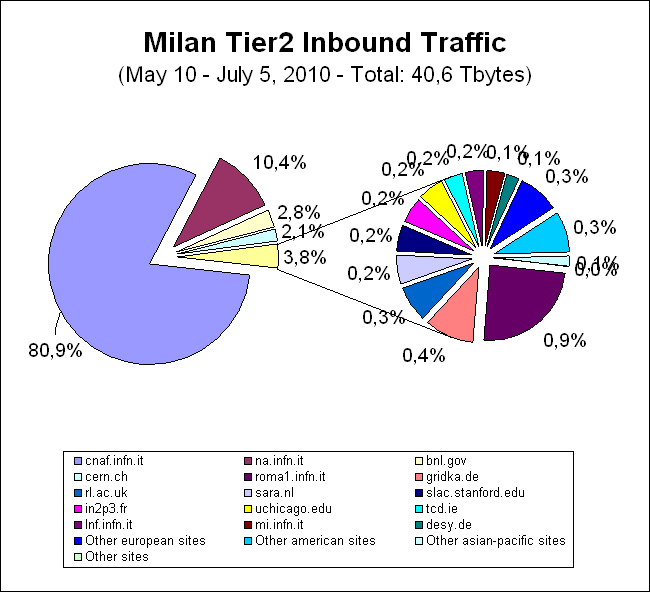 Milan Tier2 Inbound Traffic
(May 10 - July 5, 2010 - Total: 40,6 Tbytes)
10,4%
2,8%
2,1%
3,8%
80,9%
0,2%
0,2%
0,2%
0,2%
0,2%
0,2%
0,3%
0,4%
0,1%
0,1%
0,3%
0,3%
0,1%
0,0%
0,9%
cnaf.infn.it na.infn.it bnl.gov
cern.ch roma1.infn.it gridka.de
rl.ac.uk sara.nl slac.stanford.edu
in2p3.fr uchicago.edu tcd.ie
lnf.infn.it mi.infn.it desy.de
Other european sites Other american sites Other asian-pacific sites
Other sites